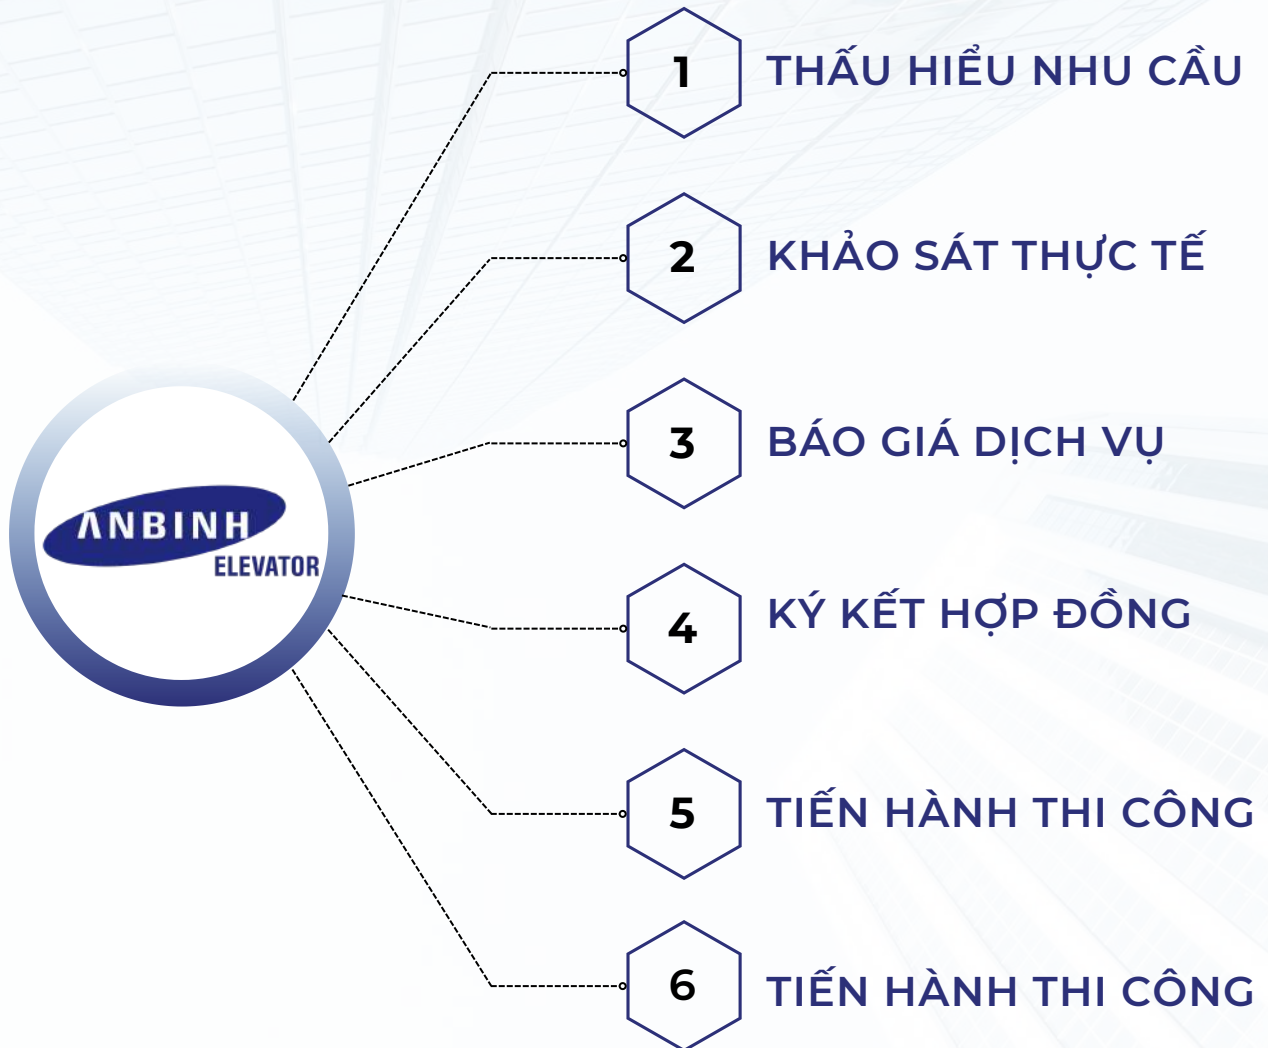 1
THẤU HIỂU NHU CẦU
2
KHẢO SÁT THỰC TẾ
3
BÁO GIÁ DỊCH VỤ
ANBINH
ELEVATOR
4
KÝ KẾT HỢP ĐỒNG
5
TIẾN HÀNH THI CÔNG
6
TIẾN HÀNH THI CÔNG